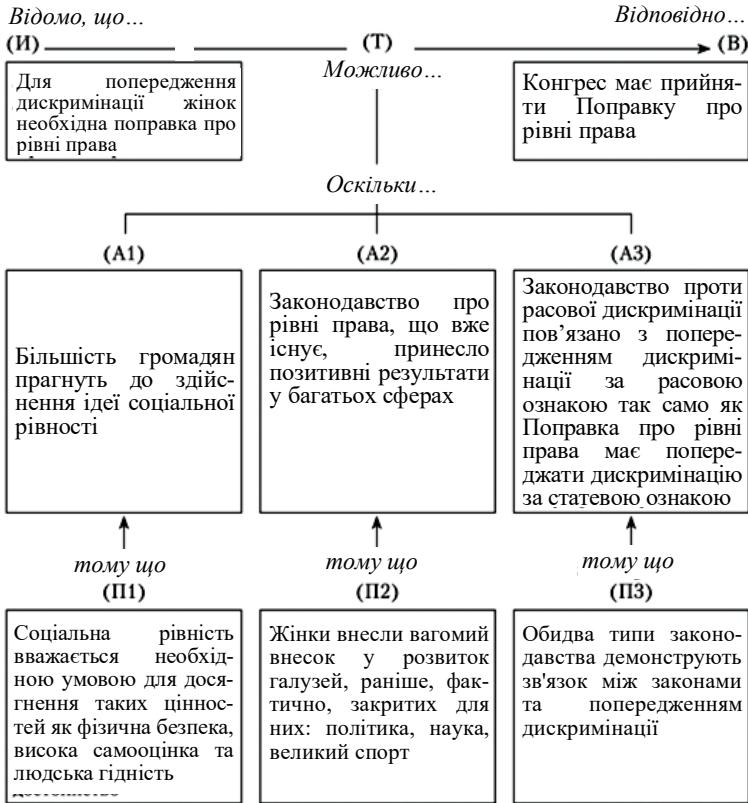 Відомо, що…
Відповідно…
(И)
(Т)
(В)
Можливо…
Для попередження
дискримінації жінок
необхідна поправка про
рівні права
Конгрес має прийня-
ти Поправку про
рівні права
Оскільки…
(А1)
(А2)
(А3)
Більшість громадян
прагнуть до здійс-
нення ідеї соціальної
рівності
Законодавство про
рівні права, що вже
існує, принесло
позитивні результати
у багатьох сферах
Законодавство проти
расової дискримінації
пов’язано з попере-
дженням дискримі-
нації за расовою
ознакою так само як
Поправка про рівні
права має попере-
джати дискримінацію
за статевою ознакою
тому що
тому що
тому що
(П1)
(П2)
(П3)
Соціальна рівність
вважається необхід-
ною умовою для дося-
гнення таких ціннос-
тей як фізична безпека,
висока самооцінка та
людська гідність
Жінки внесли вагомий
внесок у розвиток
галузей, раніше, фак-
тично, закритих для
них: політика, наука,
великий спорт
Обидва типи законо-
давства демонструють
зв'язок між законами
та попередженням
дискримінації